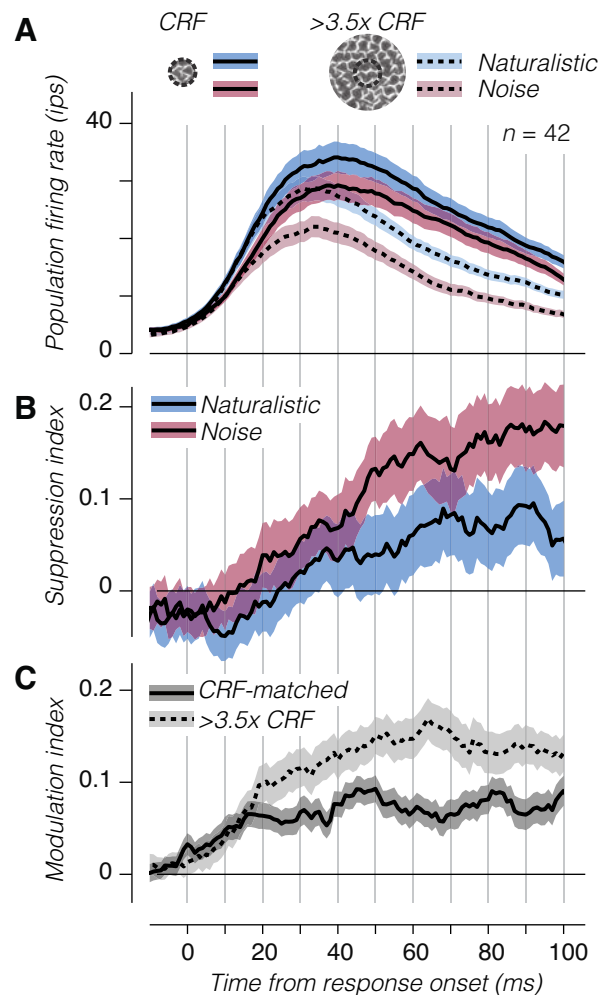 A
CRF >3.5x CRF
Naturalistic
Noise
n = 42
Population firing rate (ips)
40
0
B
Naturalistic
Noise
Suppression index
0.2
0.1
0
C
CRF-matched
>3.5x CRF
Modulation index
0.2
0.1
0
0 20 40 60 80 100
Time from response onset (ms)